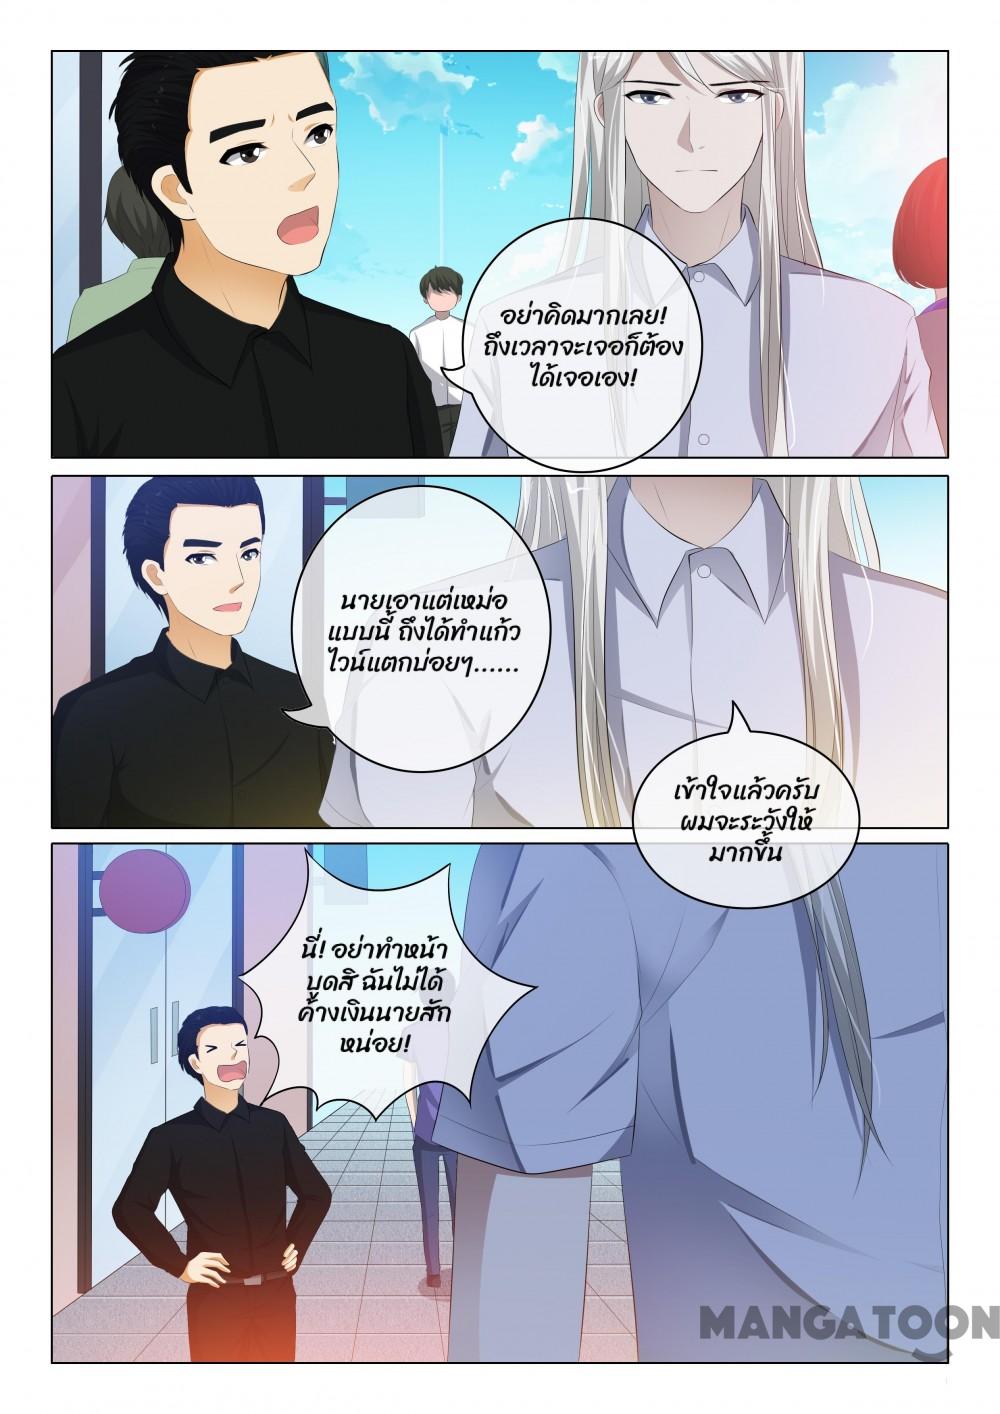 อย่าคิดมากเลย!
ถึงเวลาจะเจอก็ต้อง
ได้เจอเอง!
นายเอาแต่เหม่อ
แบบนี้ ถึงได้ทำแก้ว
ไวน์แตกบ่อยๆ......
เข้าใจแล้วครับ
ผมจะระวังให้
มากขึ้น
นี่! อย่าทำหน้า
บูดสิ ฉันไม่ได้
ค้างเงินนายสัก
หน่อย!
MANGATOON